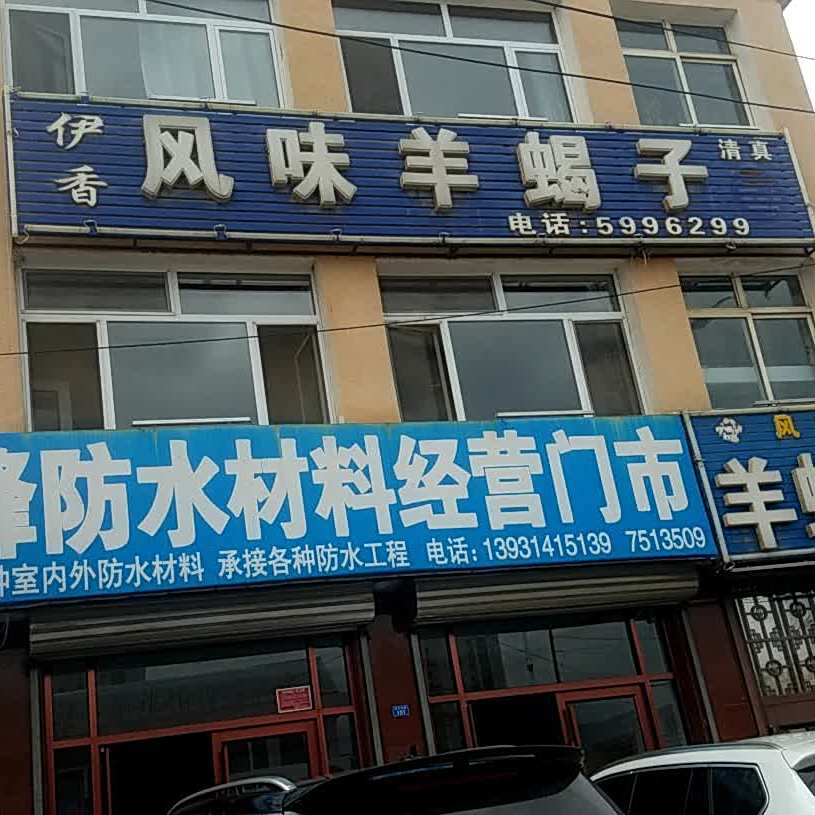 伊香
风味羊蝎子
清真
电话:5996299
防水材料经营门市
室内外防水材料 承接各种防水工程 电话:13931415139 7513509
风
羊